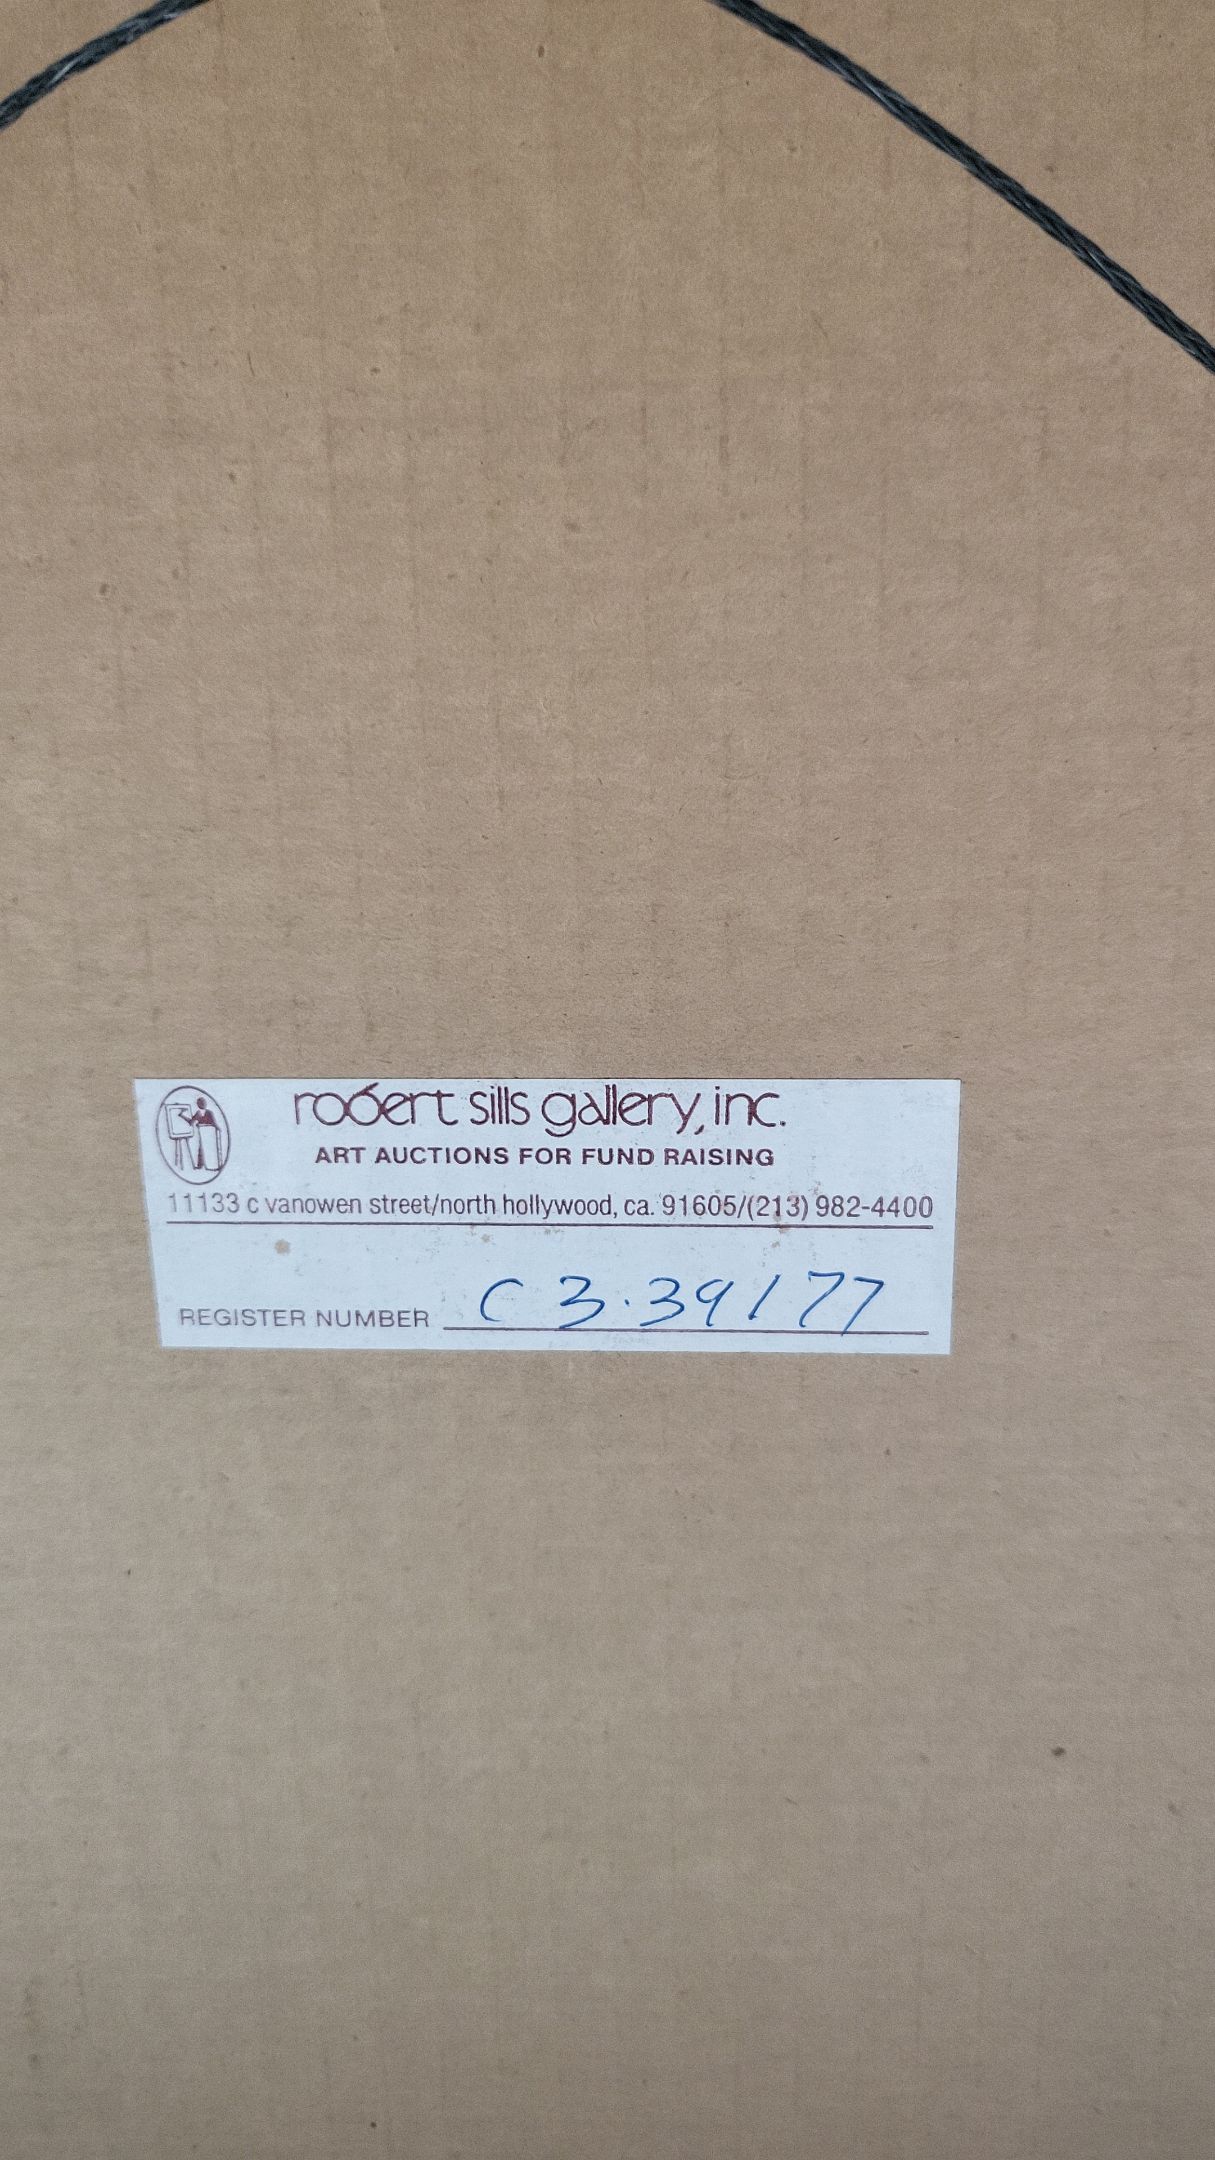 robert sills gallery, inc.
ART AUCTIONS FOR FUND RAISING
11133 c vanowen street/north hollywood, ca. 91605/(213) 982-4400
REGISTER NUMBER C 3.39177